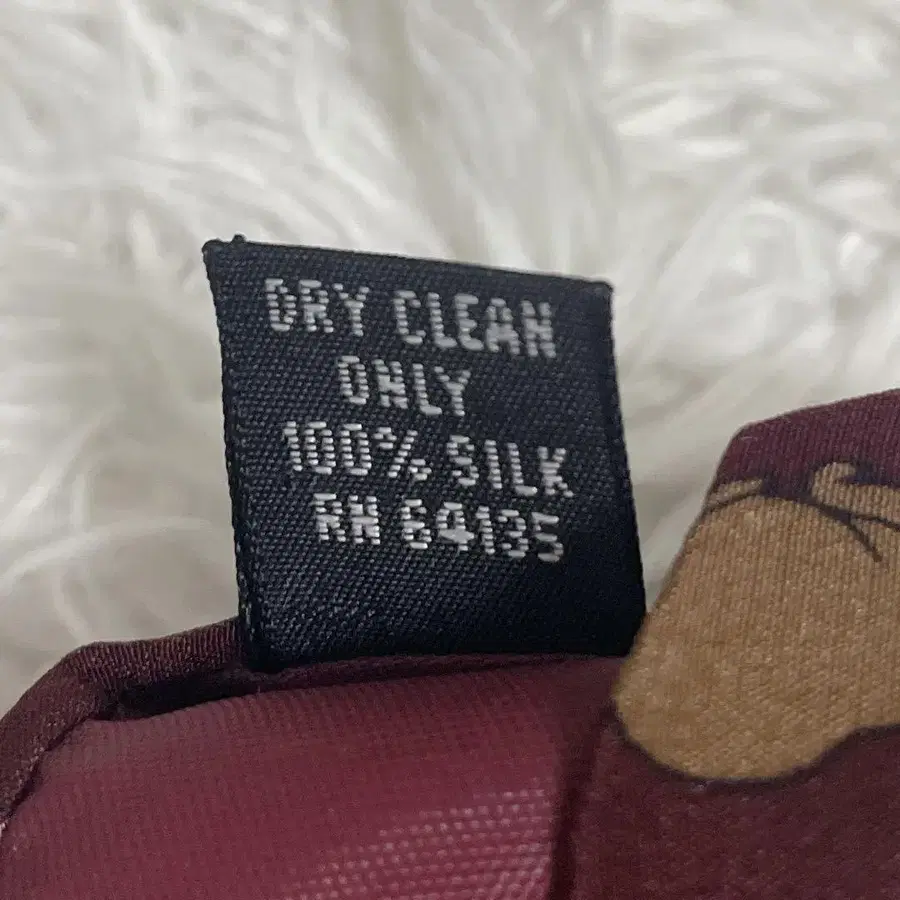 DRY CLEAN
ONLY
100% SILK
RN 64135